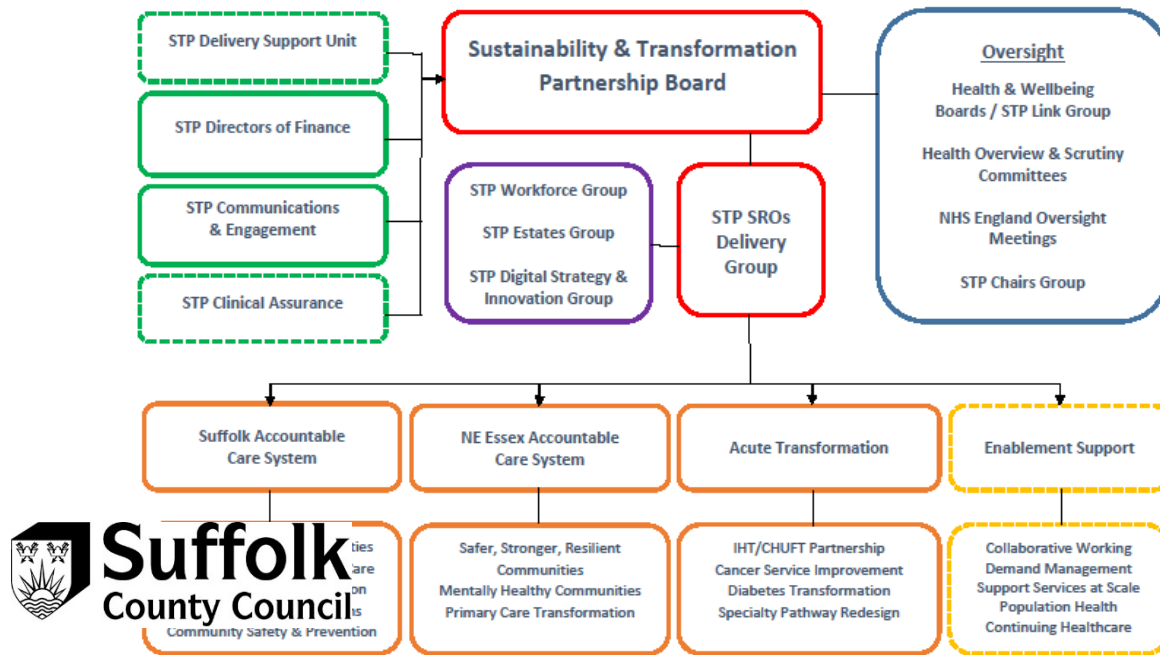 STP Delivery Support Unit
STP Directors of Finance
STP Communications
& Engagement
STP Clinical Assurance
Sustainability & Transformation
Partnership Board
Oversight
Health & Wellbeing
Boards / STP Link Group
Health Overview & Scrutiny
Committees
NHS England Oversight
Meetings
STP Chairs Group
STP Workforce Group
STP Estates Group
STP Digital Strategy &
Innovation Group
STP SROs
Delivery
Group
Suffolk Accountable
Care System
NE Essex Accountable
Care System
Acute Transformation
Enablement Support
Suffolk
County Council
Community Safety & Prevention
Safer, Stronger, Resilient
Communities
Mentally Healthy Communities
Primary Care Transformation
IHT/CHUFT Partnership
Cancer Service Improvement
Diabetes Transformation
Specialty Pathway Redesign
Collaborative Working
Demand Management
Support Services at Scale
Population Health
Continuing Healthcare